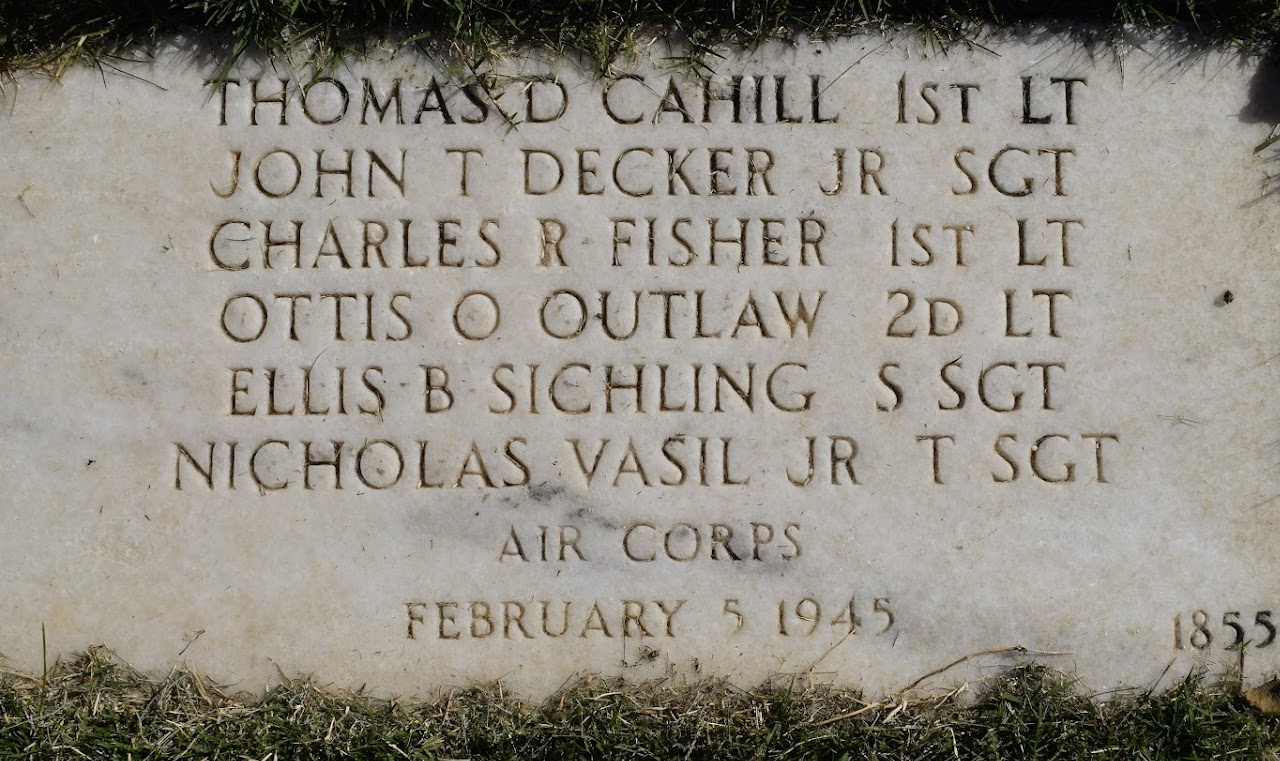 THOMAS D CAHILL 1ST LT
JOHN T DECKER JR SGT
CHARLES R FISHER 1ST LT
OTTIS O OUTLAW 2D LT
ELLIS B SICHLING S SGT
NICHOLAS VASIL JR T SGT
AIR CORPS
FEBRUARY 5 1945
1855